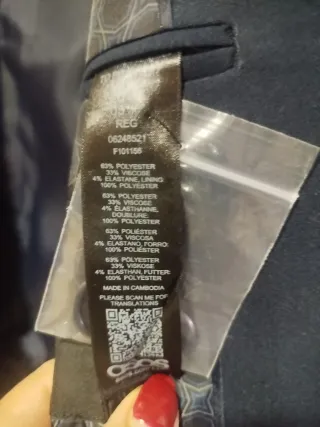 REG
06248521
F101155
63% POLYESTER
33% VISCOSE
4% ELASTANE, LINING:
100% POLYESTER
63% POLYESTER
33% VISCOSE
4% ÉLASTHANNE,
DOUBLURE:
100% POLYESTER
63% POLIÉSTER
33% VISCOSA
4% ELASTANO, FORRO:
100% POLIÉSTER
63% POLYESTER
33% VISKOSE
4% ELASTHAN, FUTTER:
100% POLYESTER
MADE IN CAMBODIA
PLEASE SCAN ME FOR
TRANSLATIONS